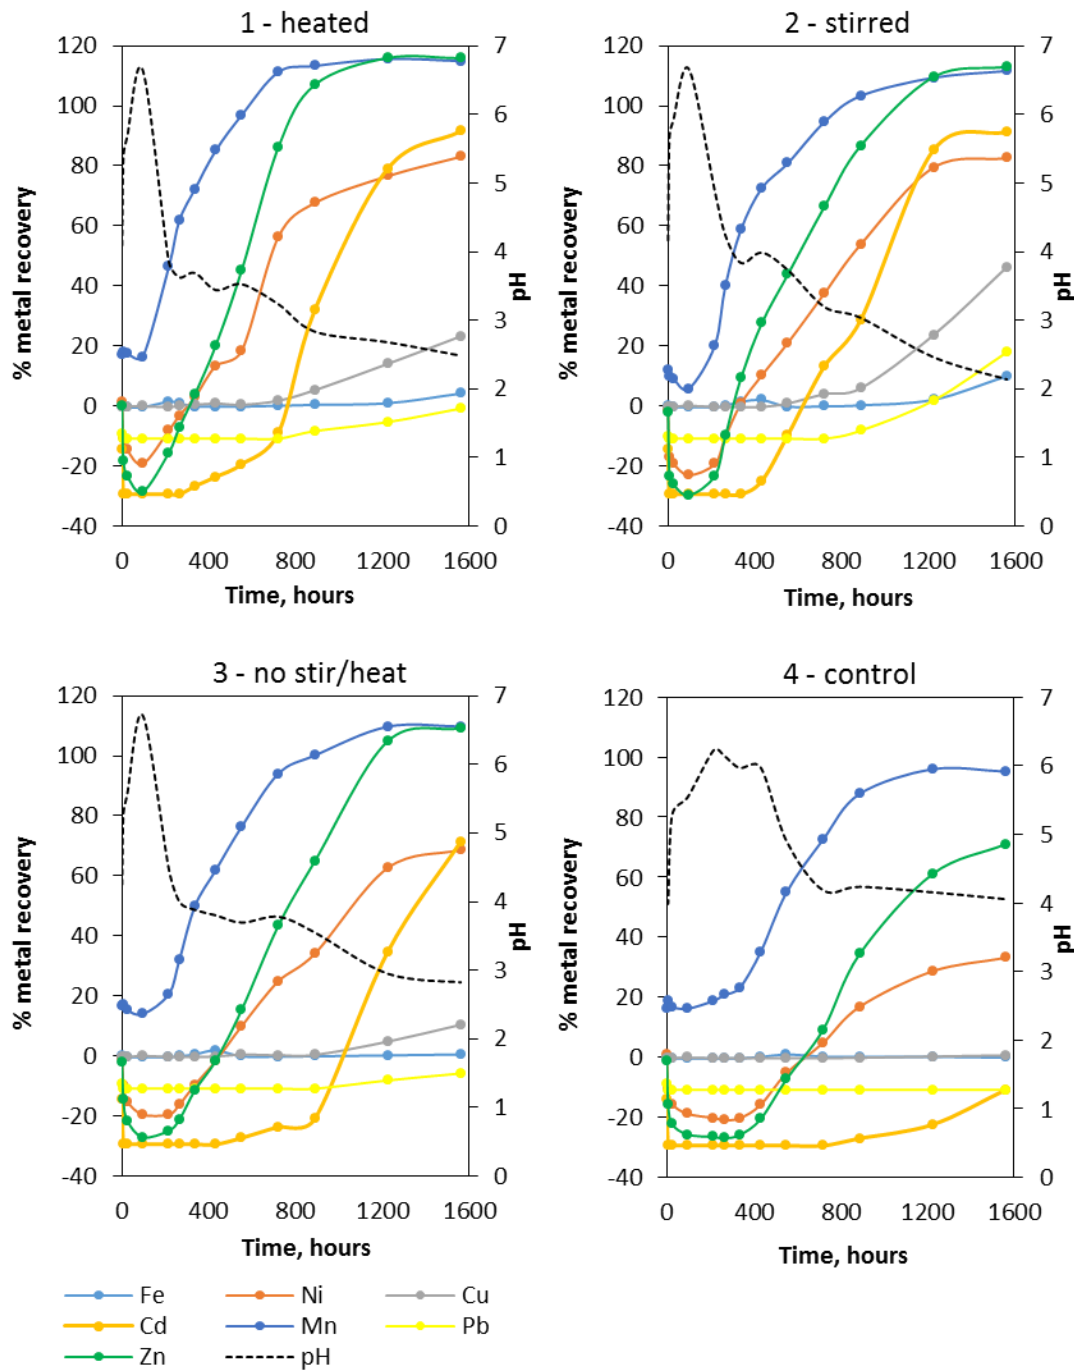 1 - heated
120
100
80
60
40
20
0
-20
-40
% metal recovery
7
6
5
4
3
2
1
0
pH
0 400 800 1200 1600
Time, hours
2 - stirred
120
100
80
60
40
20
0
-20
-40
% metal recovery
7
6
5
4
3
2
1
0
pH
0 400 800 1200 1600
Time, hours
3 - no stir/heat
120
100
80
60
40
20
0
-20
-40
% metal recovery
7
6
5
4
3
2
1
0
pH
0 400 800 1200 1600
Time, hours
4 - control
120
100
80
60
40
20
0
-20
-40
% metal recovery
7
6
5
4
3
2
1
0
pH
0 400 800 1200 1600
Time, hours
Fe Ni Cu
Cd Mn Pb
Zn pH